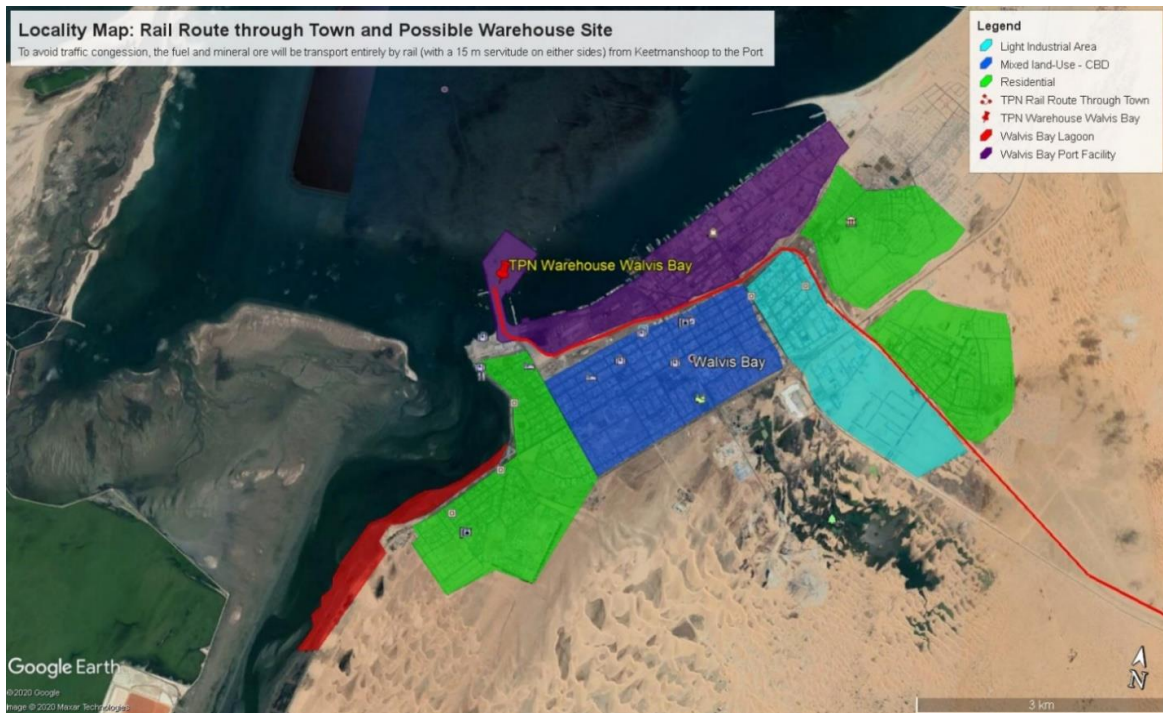 Locality Map: Rail Route through Town and Possible Warehouse Site
To avoid traffic congession, the fuel and mineral ore will be transport entirely by rail (with a 15 m servitude on either sides) from Keetmanshoop to the Port
Legend
Light Industrial Area
Mixed land-Use - CBD
Residential
TPN Rail Route Through Town
TPN Warehouse Walvis Bay
Walvis Bay Lagoon
Walvis Bay Port Facility
TPN Warehouse Walvis Bay
Walvis Bay
Google Earth
©2020 Google
Image © 2020 Maxar Technologies
N
3 km